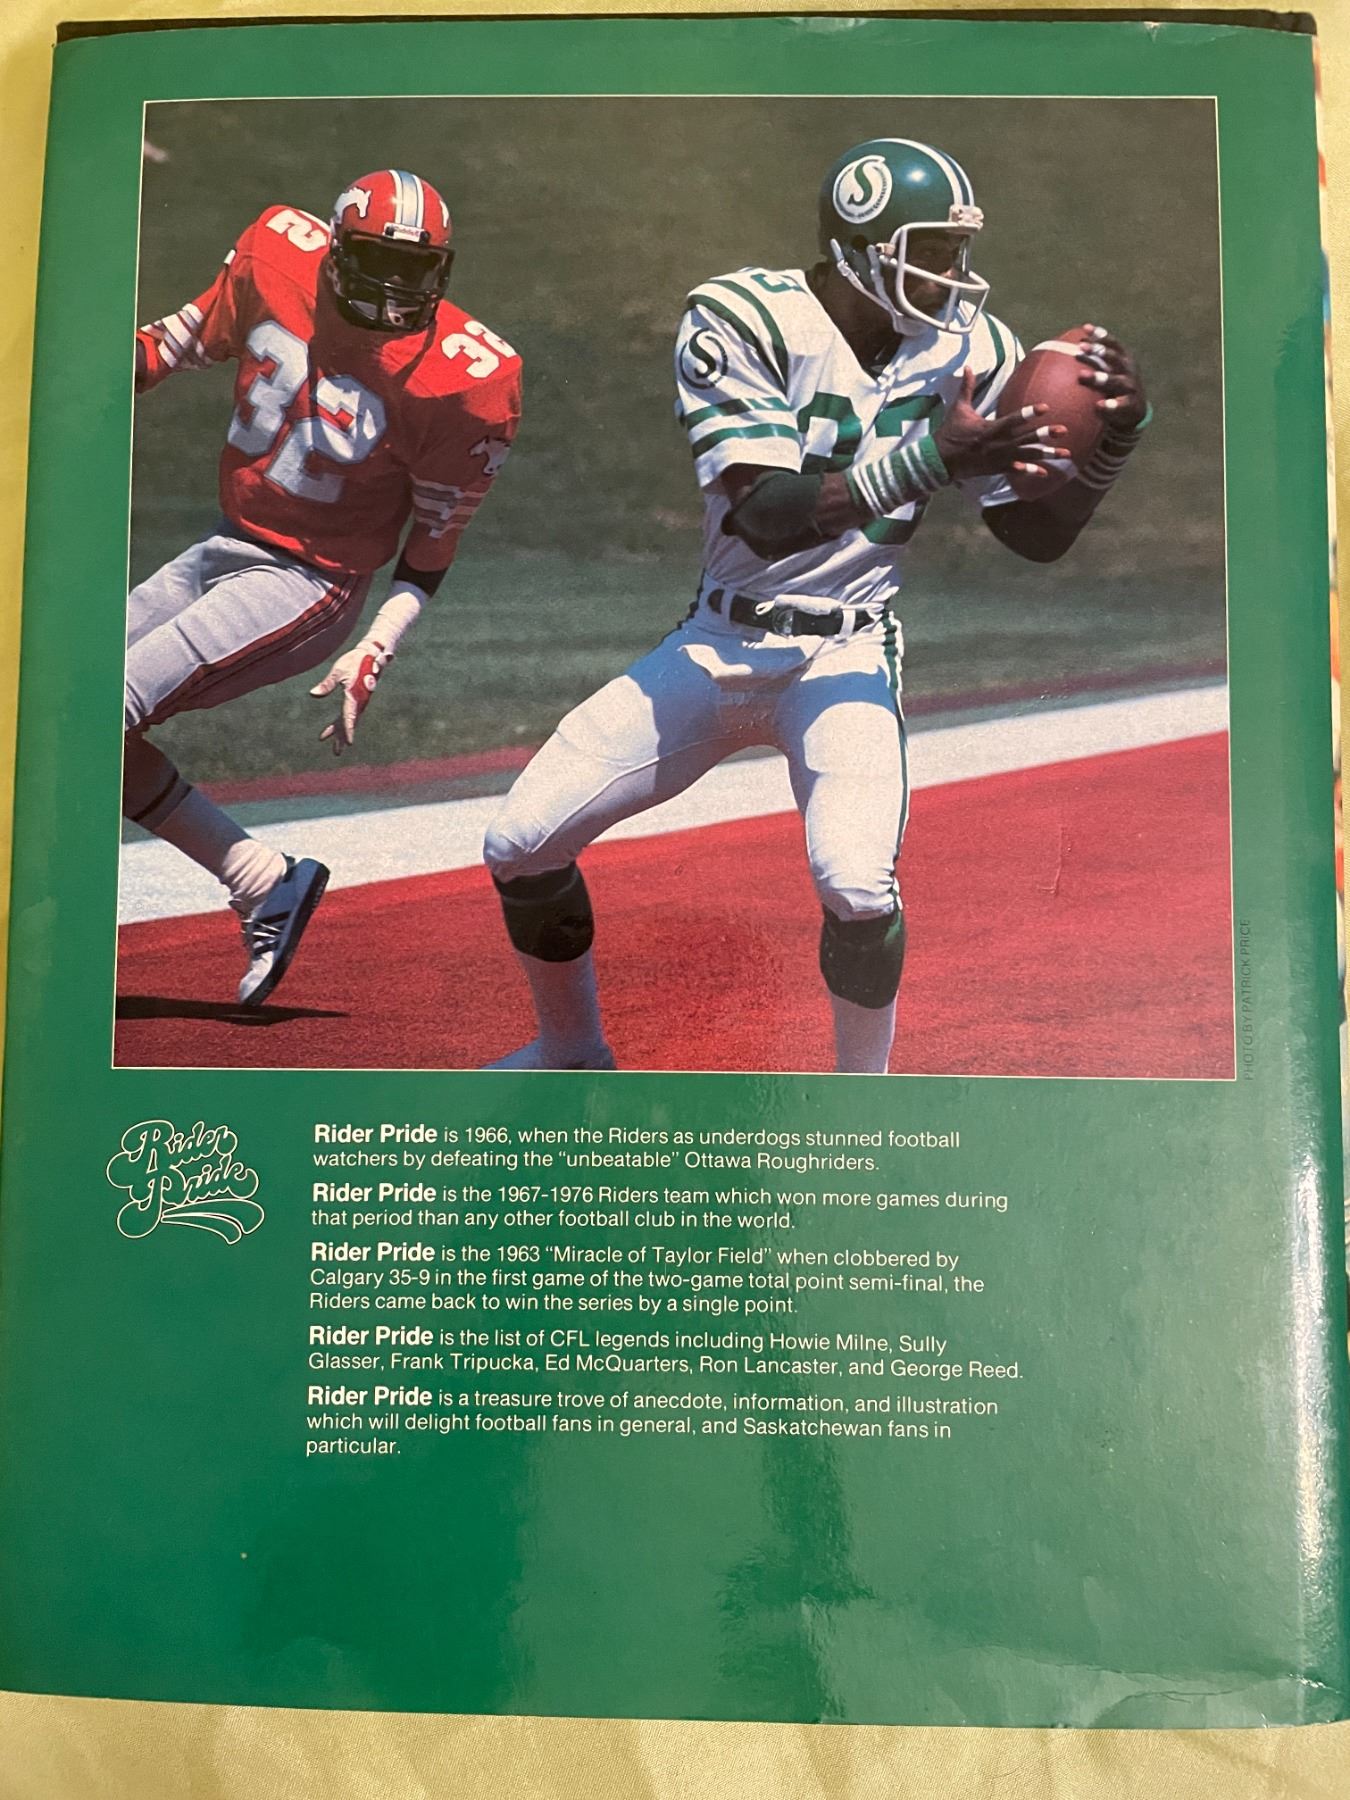 32
32
32
Riddell
S
S
83
PHOTO BY PATRICK PRICE
Rider
Pride
Rider Pride is 1966, when the Riders as underdogs stunned football
watchers by defeating the "unbeatable" Ottawa Roughriders.
Rider Pride is the 1967-1976 Riders team which won more games during
that period than any other football club in the world.
Rider Pride is the 1963 "Miracle of Taylor Field" when clobbered by
Calgary 35-9 in the first game of the two-game total point semi-final, the
Riders came back to win the series by a single point.
Rider Pride is the list of CFL legends including Howie Milne, Sully
Glasser, Frank Tripucka, Ed McQuarters, Ron Lancaster, and George Reed.
Rider Pride is a treasure trove of anecdote, information, and illustration
which will delight football fans in general, and Saskatchewan fans in
particular.